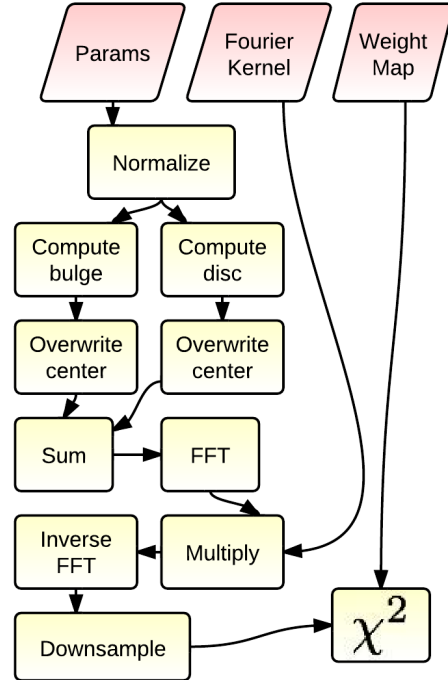 Params
Fourier
Kernel
Weight
Map
Normalize
Compute
bulge
Compute
disc
Overwrite
center
Overwrite
center
Sum
FFT
Inverse
FFT
Multiply
Downsample
χ²